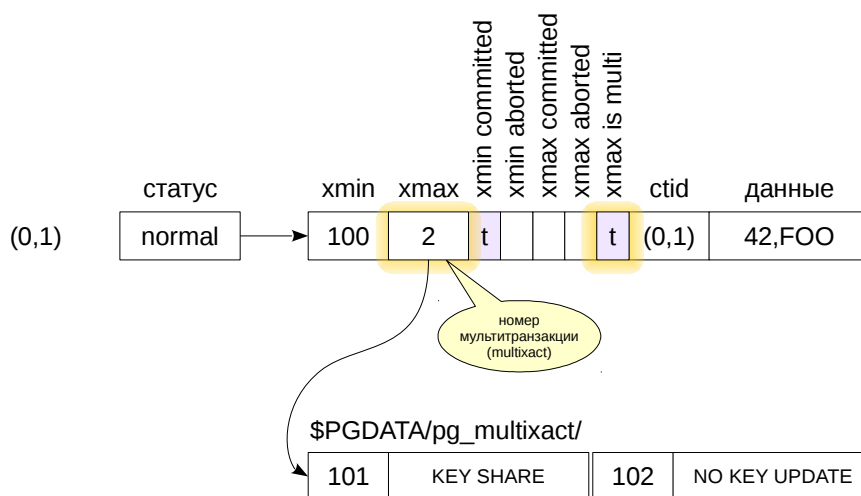 xmin committed
xmin aborted
xmax committed
xmax aborted
xmax is multi
статус xmin xmax ctid данные
(0,1) normal 100 2 t t (0,1) 42,FOO
номер
мультитранзакции
(multixact)
$PGDATA/pg_multixact/
101 KEY SHARE 102 NO KEY UPDATE